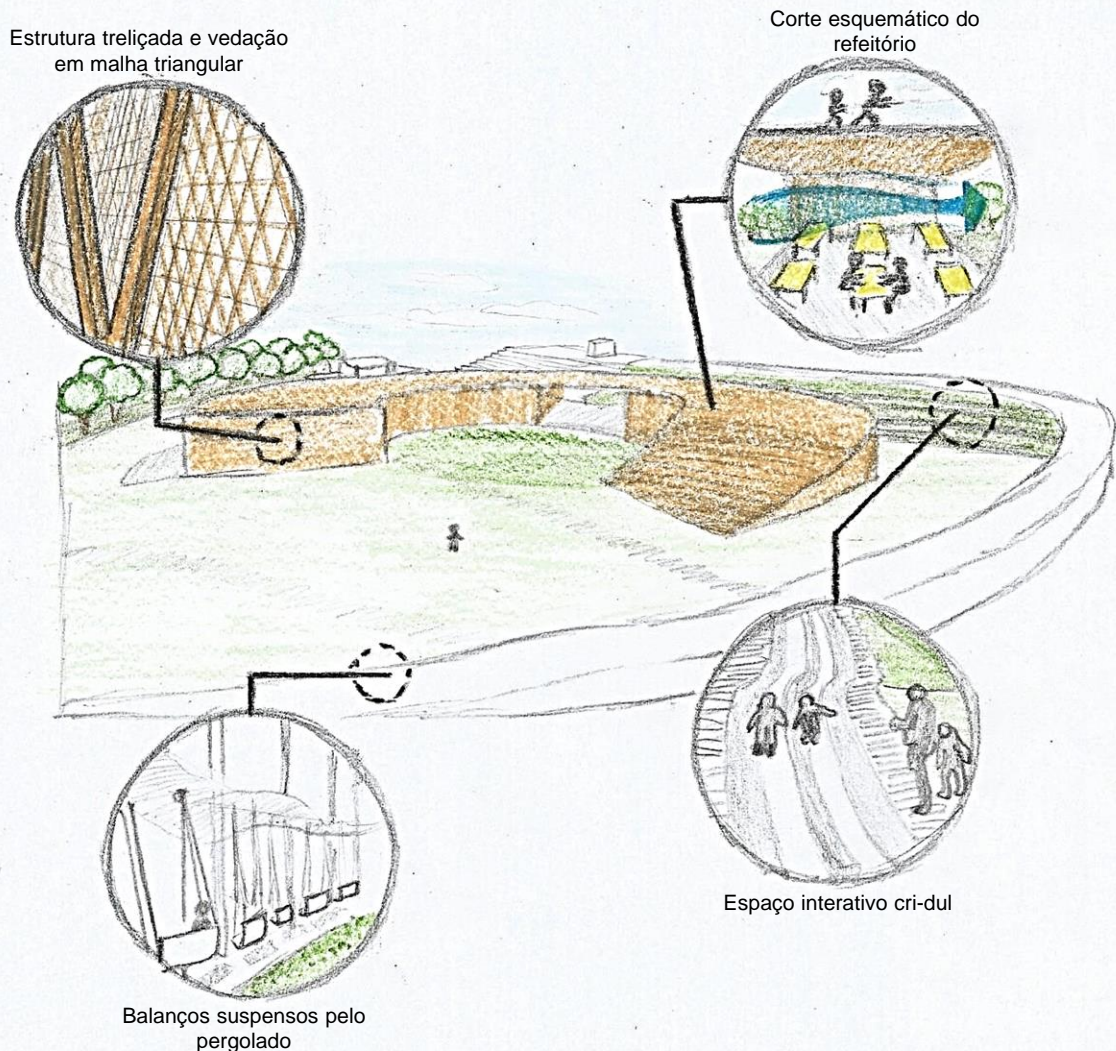 Estrutura treliçada e vedação
em malha triangular
Corte esquemático do
refeitório
Espaço interativo cri-dul
Balanços suspensos pelo
pergolado